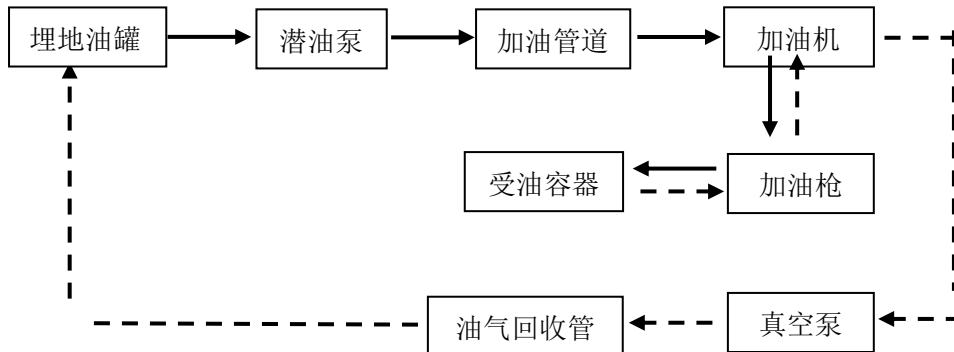 埋地油罐
潜油泵
加油管道
加油机
受油容器
加油枪
油气回收管
真空泵